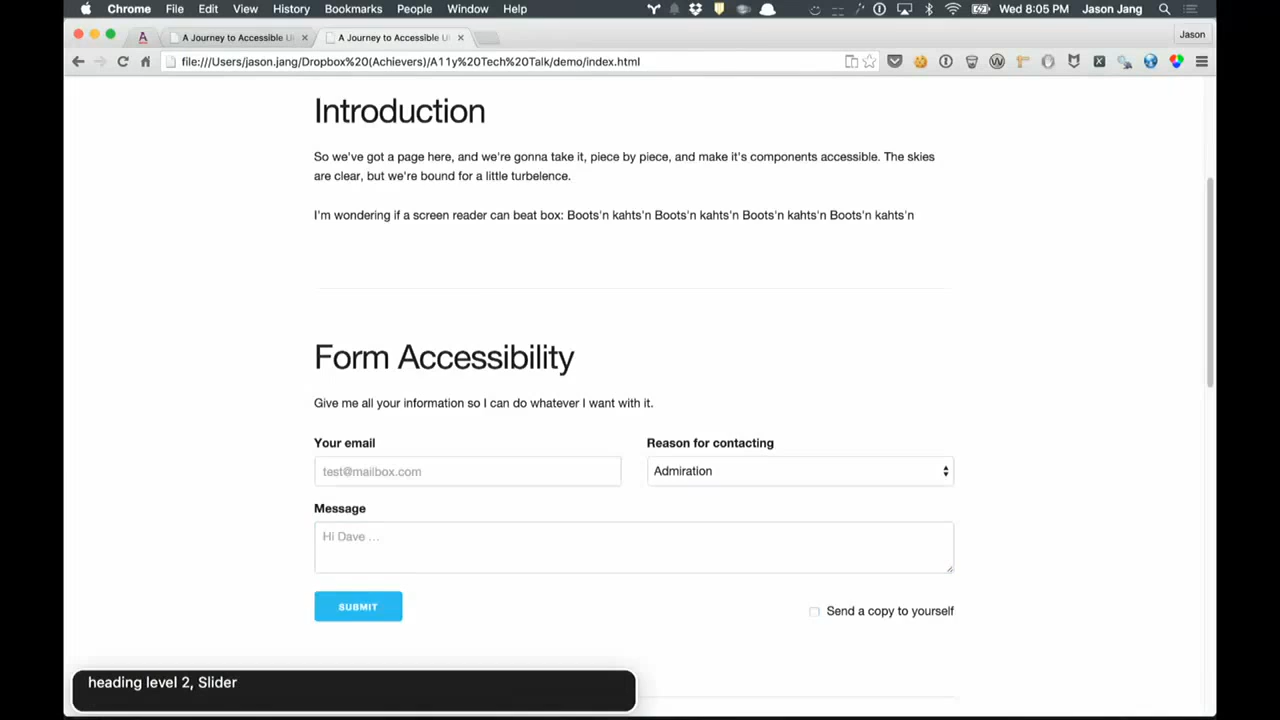 Chrome File Edit View History Bookmarks People Window Help Wed 8:05 PM Jason Jang
A Journey to Accessible UI
A Journey to Accessible UI
Jason
file:///Users/jason.jang/Dropbox%20(Achievers)/A11y%20Tech%20Talk/demo/index.html
Introduction
So we've got a page here, and we're gonna take it, piece by piece, and make it's components accessible. The skies
are clear, but we're bound for a little turbelence.
I'm wondering if a screen reader can beat box: Boots'n kahts'n Boots'n kahts'n Boots'n kahts'n Boots'n kahts'n
Form Accessibility
Give me all your information so I can do whatever I want with it.
Your email
Reason for contacting
test@mailbox.com
Admiration
Message
Hi Dave ...
SUBMIT
Send a copy to yourself
heading level 2, Slider